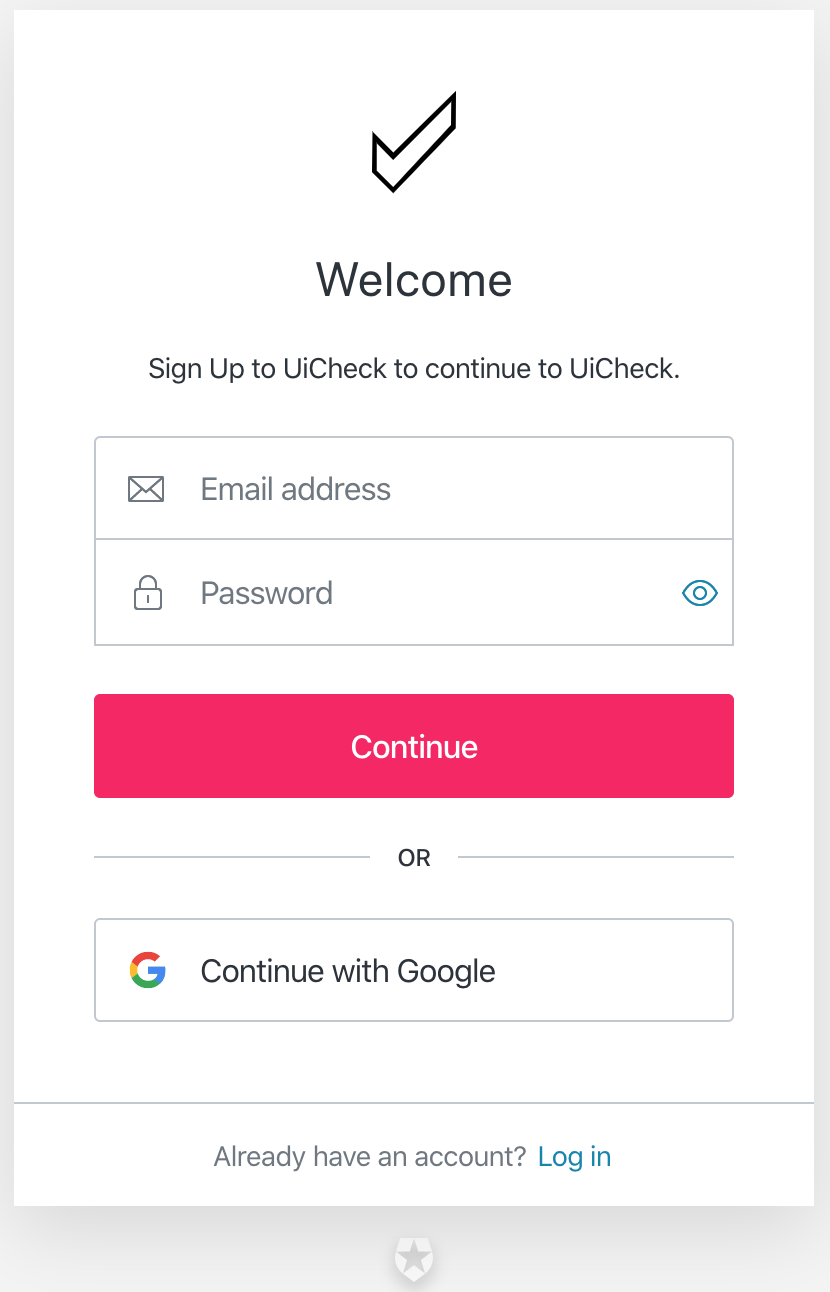 Welcome
Sign Up to UiCheck to continue to UiCheck.
Email address
Password
Continue
OR
Continue with Google
Already have an account? Log in